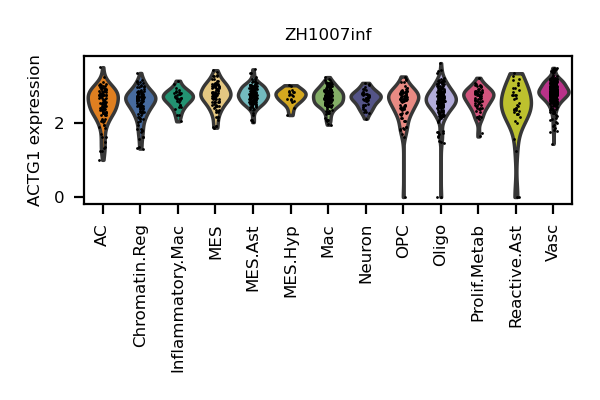 ZH1007inf
ACTG1 expression
2
0
AC
Chromatin.Reg
Inflammatory.Mac
MES
MES.Ast
MES.Hyp
Mac
Neuron
OPC
Oligo
Prolif.Metab
Reactive.Ast
Vasc